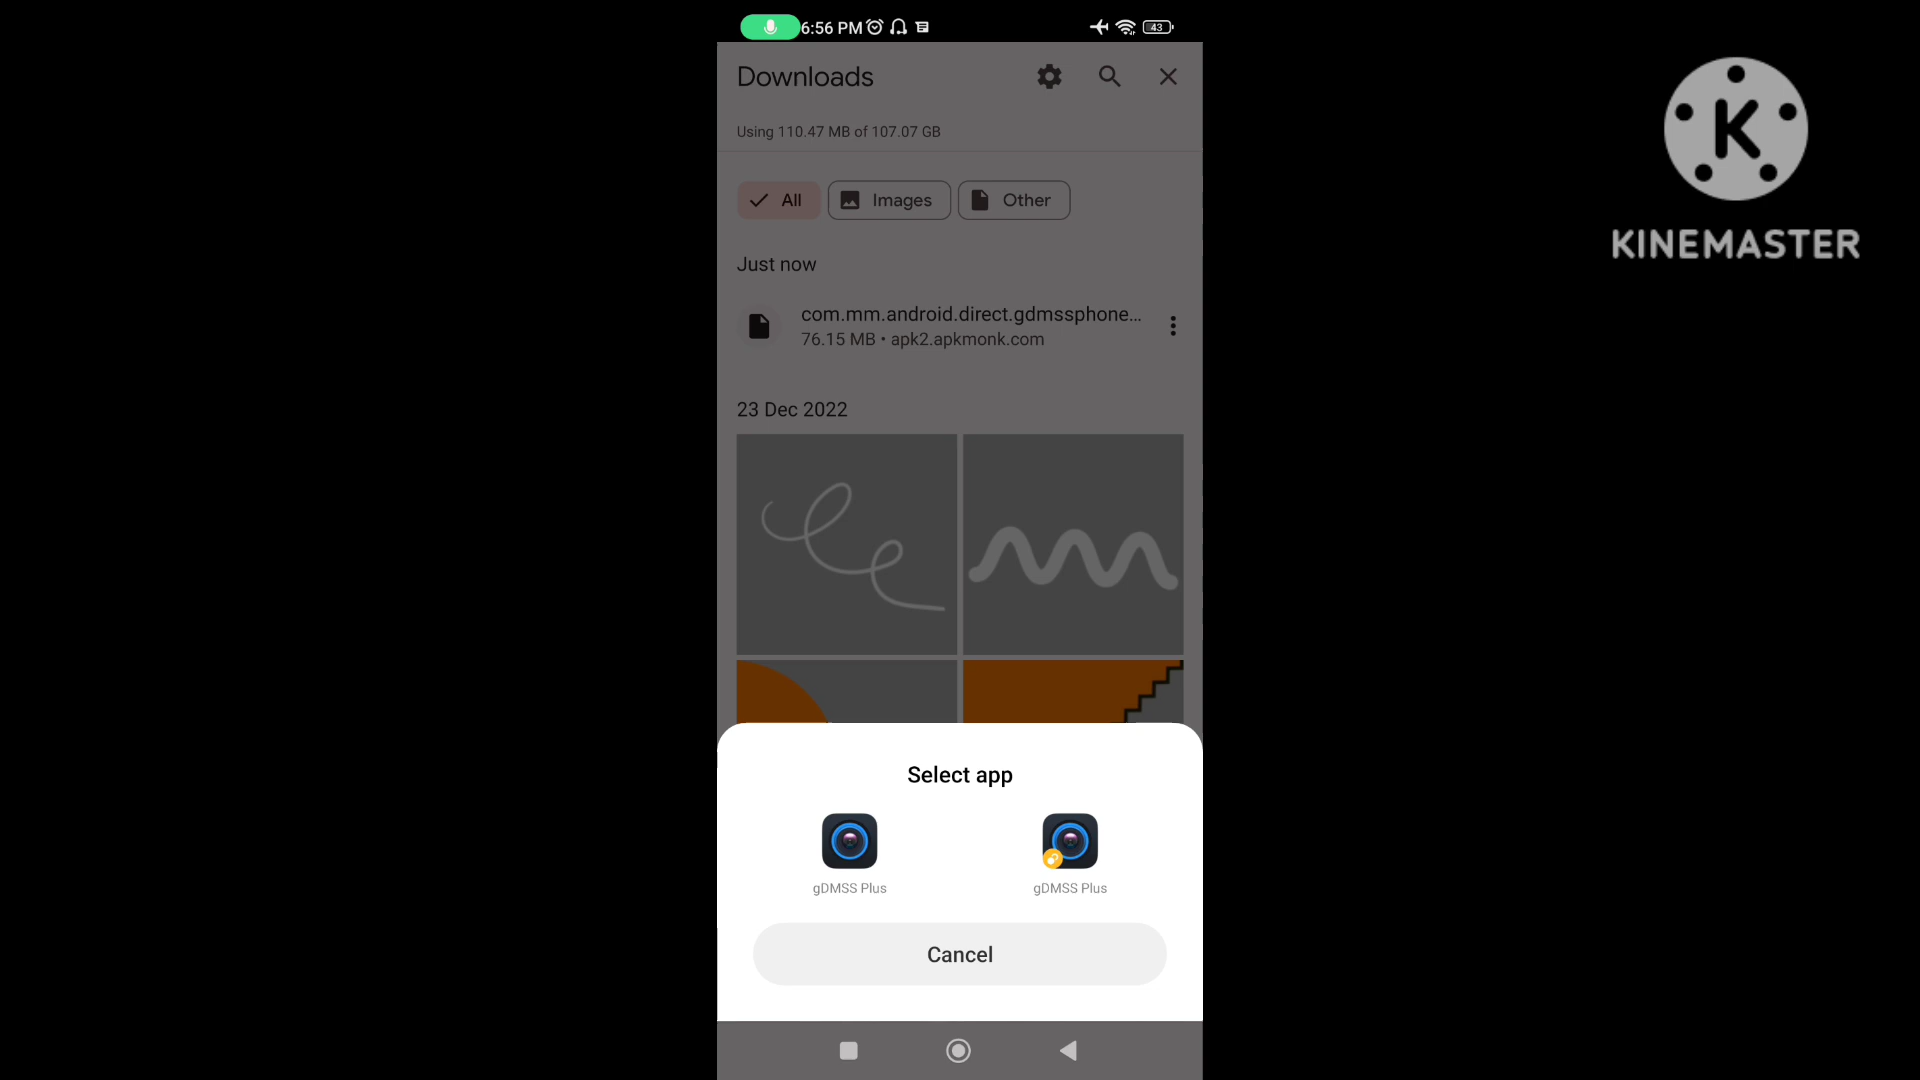 6:56 PM
43
Downloads
Using 110.47 MB of 107.07 GB
All
Images
Other
Just now
com.mm.android.direct.gdmssphone...
76.15 MB • apk2.apkmonk.com
23 Dec 2022
Select app
gDMSS Plus
gDMSS Plus
Cancel
K
KINEMASTER